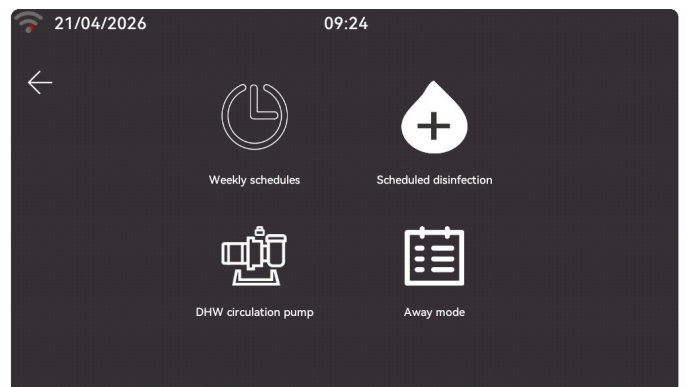 21/04/2026 09:24
Weekly schedules Scheduled disinfection
DHW circulation pump Away mode